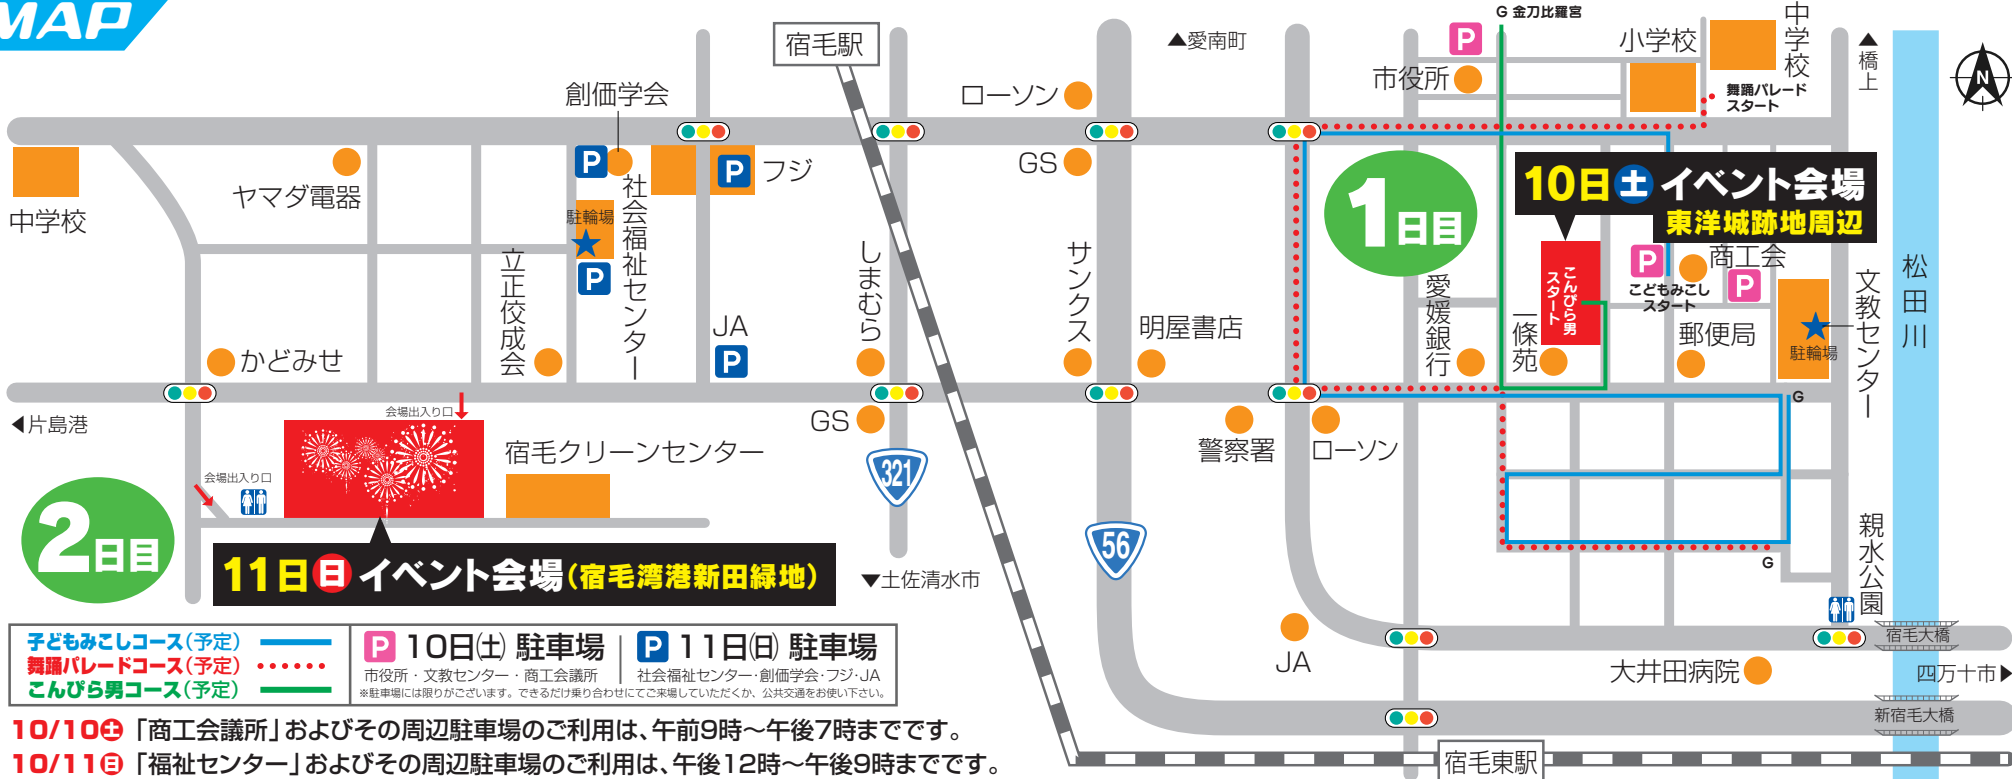 MAP
宿毛駅
▲愛南町
G 金刀比羅宮
P
市役所
小学校
中学校
▲橋上
N
舞踊パレード
スタート
創価学会
ローソン
GS
中学校
ヤマダ電器
P
P
フジ
社会福祉センター
駐輪場
P
立正佼成会
JA
P
しまむら
サンクス
明屋書店
1日目
10日土イベント会場
東洋城跡地周辺
こんぴら男
スタート
P
商工会
P
こどもみこし
スタート
愛媛銀行
一條苑
郵便局
駐輪場
文教センター
松田川
かどみせ
◀片島港
会場出入り口
会場出入り口
宿毛クリーンセンター
GS
321
56
警察署
ローソン
G
G
親水公園
2日目
11日日イベント会場(宿毛湾港新田緑地)
▼土佐清水市
JA
大井田病院
宿毛大橋
四万十市▶
新宿毛大橋
宿毛東駅
子どもみこしコース(予定)
舞踊パレードコース(予定)
こんぴら男コース(予定)
P 10日(土) 駐車場
市役所・文教センター・商工会議所
P 11日(日) 駐車場
社会福祉センター・創価学会・フジ・JA
※駐車場には限りがございます。できるだけ乗り合わせにてご来場していただくか、公共交通をお使い下さい。
10/10土「商工会議所」およびその周辺駐車場のご利用は、午前9時〜午後7時までです。
10/11日「福祉センター」およびその周辺駐車場のご利用は、午後12時〜午後9時までです。